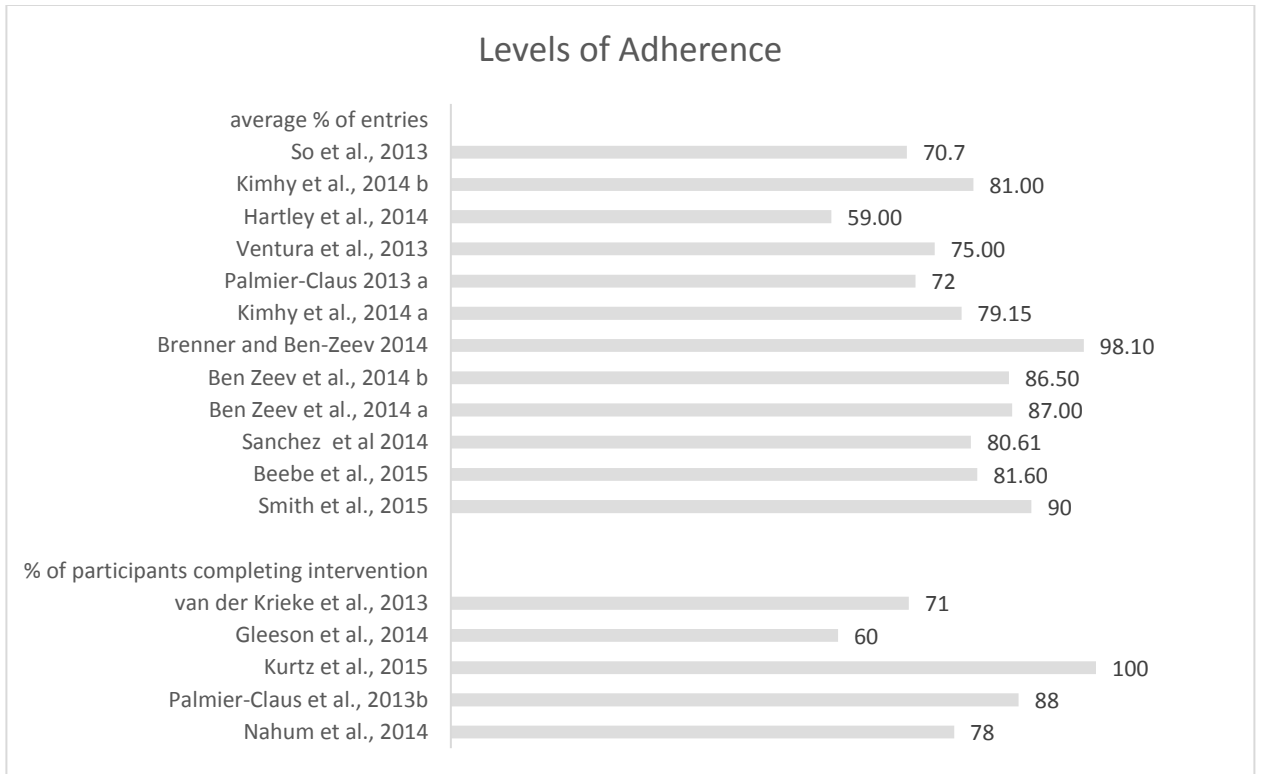 Levels of Adherence
average % of entries
So et al., 2013 70.7
Kimhy et al., 2014 b 81.00
Hartley et al., 2014 59.00
Ventura et al., 2013 75.00
Palmier-Claus 2013 a 72
Kimhy et al., 2014 a 79.15
Brenner and Ben-Zeev 2014 98.10
Ben Zeev et al., 2014 b 86.50
Ben Zeev et al., 2014 a 87.00
Sanchez  et al 2014 80.61
Beebe et al., 2015 81.60
Smith et al., 2015 90
% of participants completing intervention
van der Krieke et al., 2013 71
Gleeson et al., 2014 60
Kurtz et al., 2015 100
Palmier-Claus et al., 2013b 88
Nahum et al., 2014 78